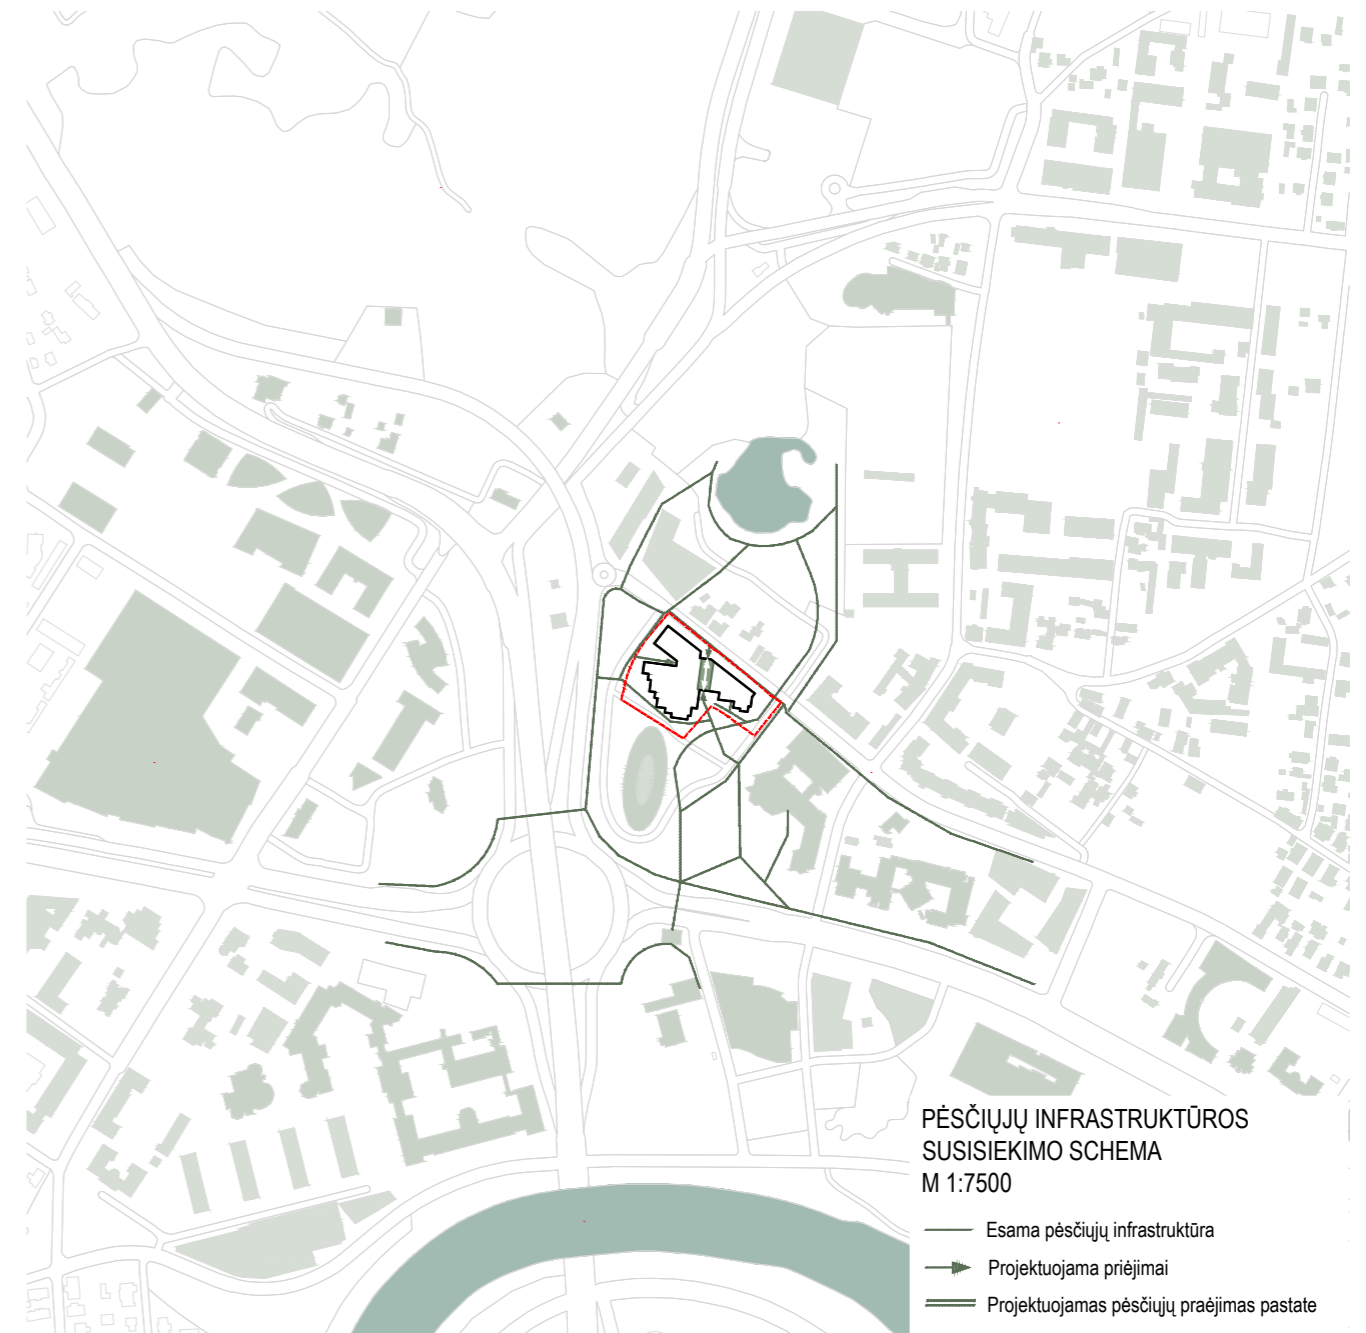 PĖSČIŲJŲ INFRASTRUKTŪROS
SUSISIEKIMO SCHEMA
M 1:7500
Esama pėsčiųjų infrastruktūra
Projektuojama priėjimai
Projektuojamas pėsčiųjų praėjimas pastate